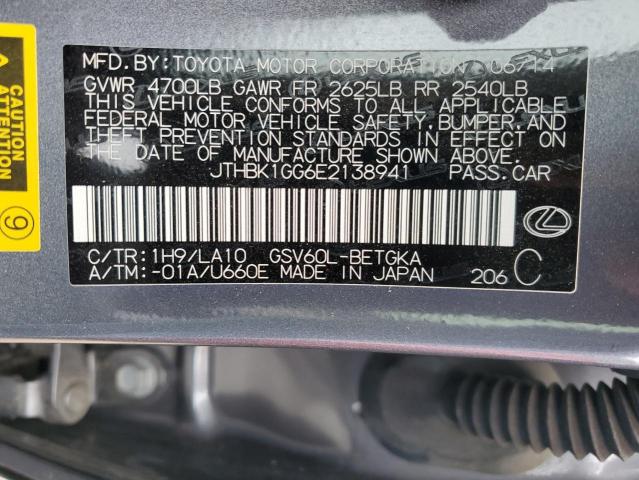 MFD. BY: TOYOTA MOTOR CORPORATION 06/14
GVWR 4700LB GAWR FR 2625LB RR 2540LB
THIS VEHICLE CONFORMS TO ALL APPLICABLE
FEDERAL MOTOR VEHICLE SAFETY, BUMPER, AND
THEFT PREVENTION STANDARDS IN EFFECT ON
THE DATE OF MANUFACTURE SHOWN ABOVE.
JTHBK1GG6E2138941 PASS.CAR
C/TR: 1H9/LA10 GSV60L-BETGKA
A/TM: -01A/U660E MADE IN JAPAN 206 C
CAUTION
ATTENTION
9